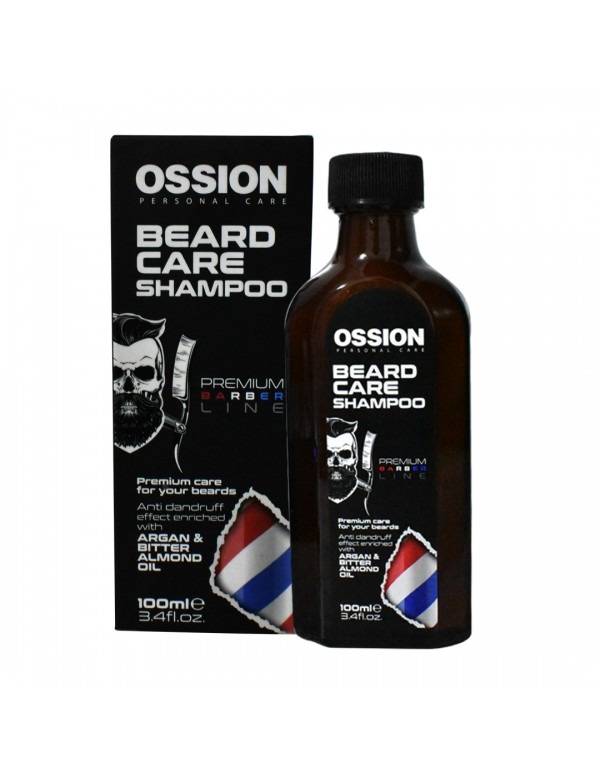 OSSION
PERSONAL CARE
BEARD
CARE
SHAMPOO
PREMIUM
BARBER
LINE
Premium care
for your beards
Anti dandruff
effect enriched
with
ARGAN &
BITTER
ALMOND
OIL
100ml℮
3.4fl.oz.
OSSION
PERSONAL CARE
BEARD
CARE
SHAMPOO
PREMIUM
BARBER
LINE
Premium care
for your beards
Anti dandruff
effect enriched
with
ARGAN &
BITTER
ALMOND
OIL
100ml℮
3.4fl.oz.